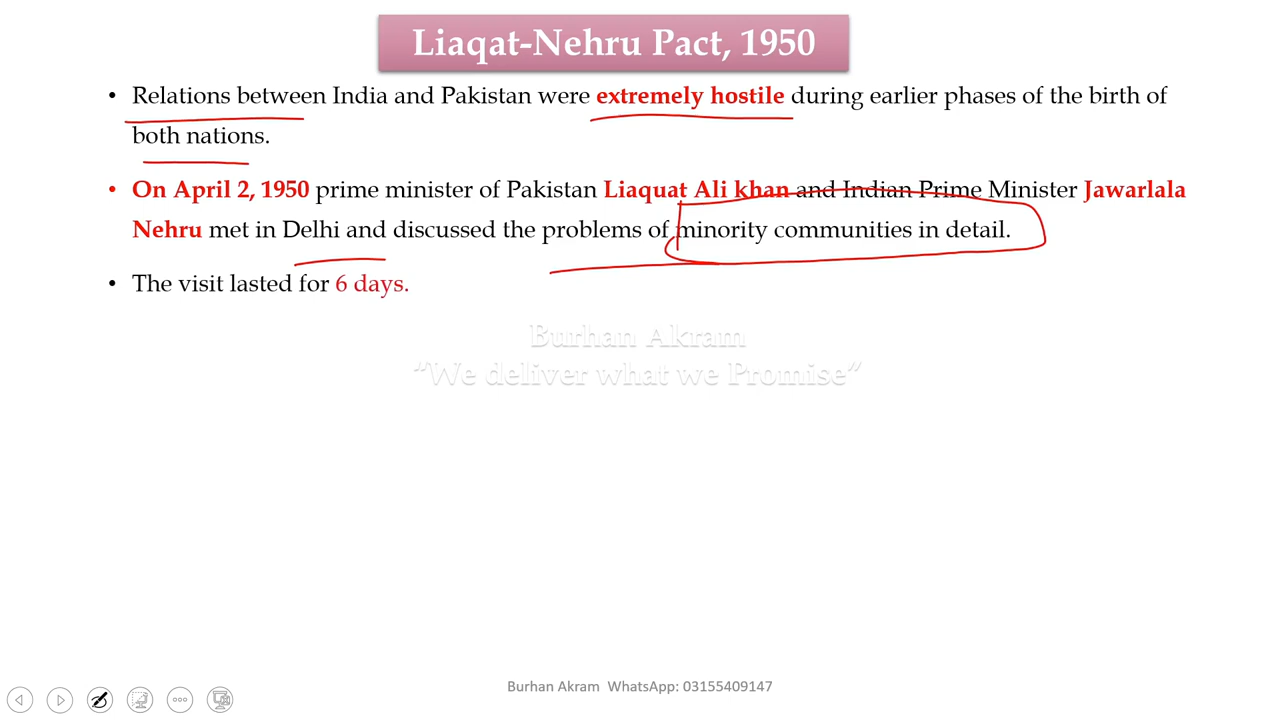 Liaqat-Nehru Pact, 1950
• Relations between India and Pakistan were extremely hostile during earlier phases of the birth of
both nations.
• On April 2, 1950 prime minister of Pakistan Liaquat Ali khan and Indian Prime Minister Jawarlala
Nehru met in Delhi and discussed the problems of minority communities in detail.
• The visit lasted for 6 days.
Burhan Akram
“We deliver what we Promise”
Burhan Akram WhatsApp: 03155409147